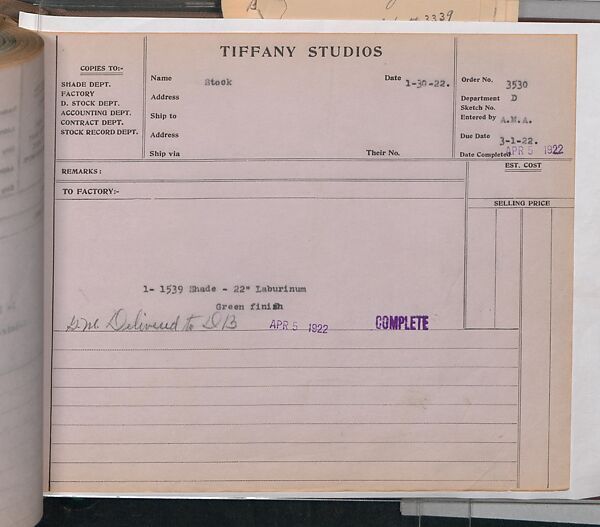 3339
TIFFANY STUDIOS
COPIES TO:-
SHADE DEPT.
FACTORY
D. STOCK DEPT.
ACCOUNTING DEPT.
CONTRACT DEPT.
STOCK RECORD DEPT.
Name Stock Date 1-30-22.
Address
Ship to
Address
Ship via Their No.
Order No. 3530
Department D
Sketch No.
Entered by A.M.A.
Due Date 3-1-22.
Date Completed APR 5 1922
REMARKS:
EST. COST
TO FACTORY:-
SELLING PRICE
1- 1539 Shade - 22" Laburinum
Green finish
Delivered to DB APR 5 1922 COMPLETE